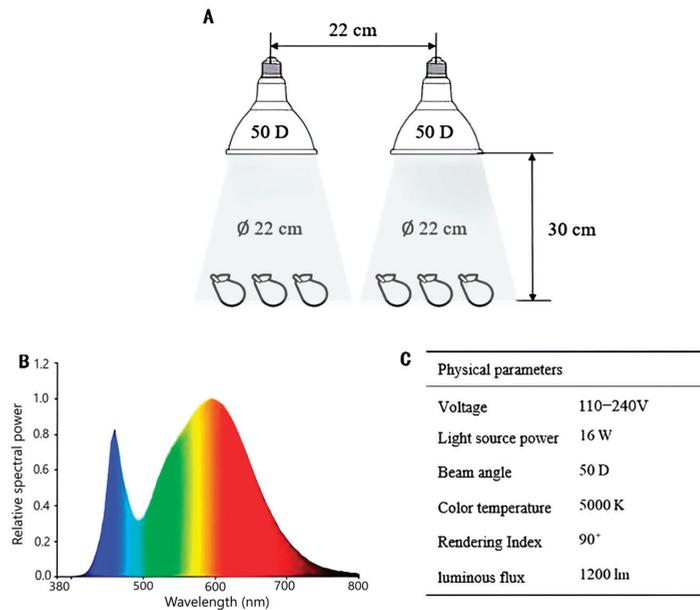 A
22 cm
50 D
50 D
Ø 22 cm
Ø 22 cm
30 cm
B
Relative spectral power
1.2
1.0
0.8
0.6
0.4
0.2
0.0
380
500
600
700
800
Wavelength (nm)
C
Physical parameters
Voltage 110–240V
Light source power 16 W
Beam angle 50 D
Color temperature 5000 K
Rendering Index 90⁺
luminous flux 1200 lm